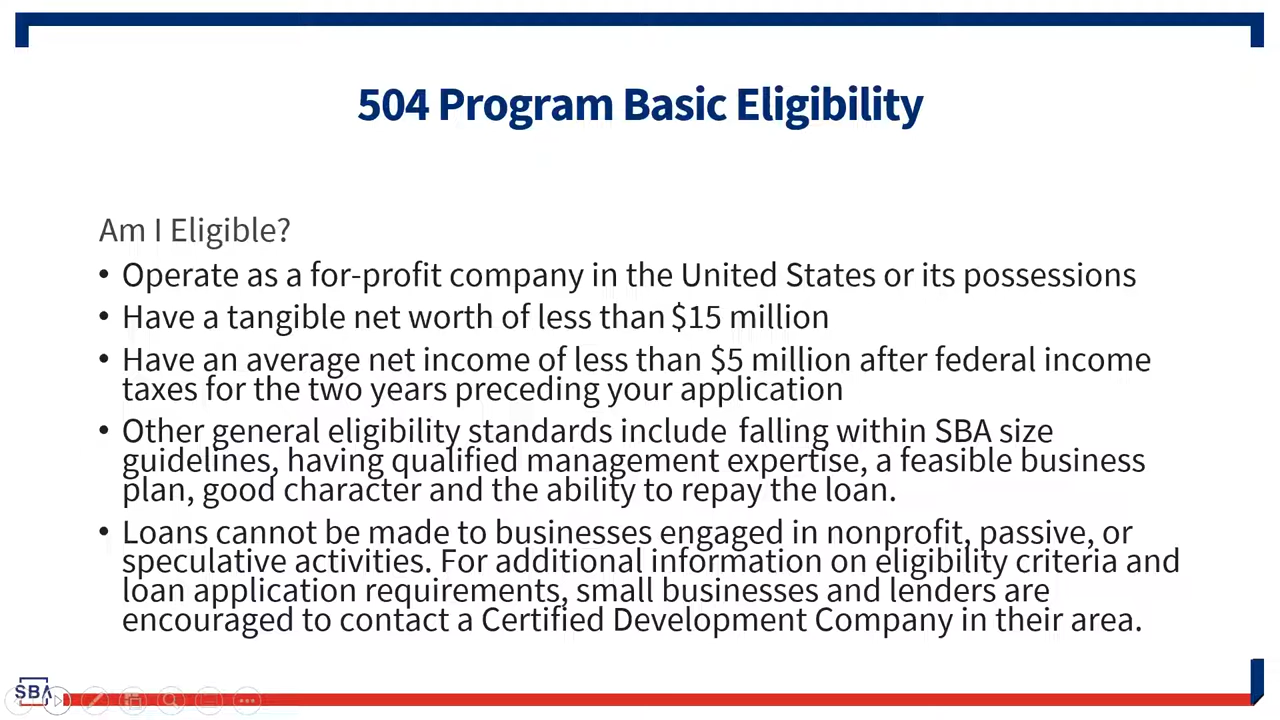 504 Program Basic Eligibility
Am I Eligible?
• Operate as a for-profit company in the United States or its possessions
• Have a tangible net worth of less than $15 million
• Have an average net income of less than $5 million after federal income
taxes for the two years preceding your application
• Other general eligibility standards include falling within SBA size
guidelines, having qualified management expertise, a feasible business
plan, good character and the ability to repay the loan.
• Loans cannot be made to businesses engaged in nonprofit, passive, or
speculative activities. For additional information on eligibility criteria and
loan application requirements, small businesses and lenders are
encouraged to contact a Certified Development Company in their area.
SBA